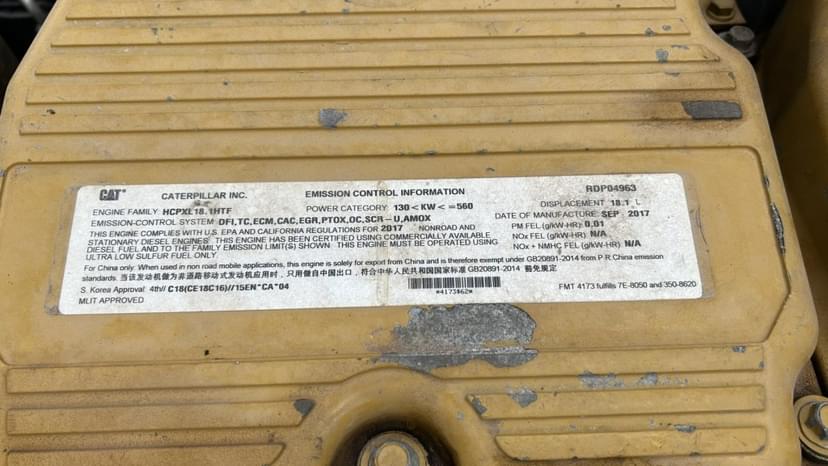 CAT CATERPILLAR INC. EMISSION CONTROL INFORMATION RDP04963
ENGINE FAMILY: HCPXL18.1HTF POWER CATEGORY: 130<KW<=560 DISPLACEMENT 18.1 L
EMISSION-CONTROL SYSTEM: DFI,TC,ECM,CAC,EGR,PTOX,OC,SCR-U,AMOX DATE OF MANUFACTURE: SEP 2017
THIS ENGINE COMPLIES WITH U.S. EPA AND CALIFORNIA REGULATIONS FOR 2017 NONROAD AND PM FEL (g/kW-HR): 0.01
STATIONARY DIESEL ENGINES. THIS ENGINE HAS BEEN CERTIFIED USING COMMERCIALLY AVAILABLE NOx FEL (g/kW-HR): N/A
DIESEL FUEL AND TO THE FAMILY EMISSION LIMIT(S) SHOWN. THIS ENGINE MUST BE OPERATED USING NOx + NMHC FEL (g/kW-HR): N/A
ULTRA LOW SULFUR FUEL ONLY.
For China only: When used in non road mobile applications, this engine is solely for export from China and is therefore exempt under GB20891-2014 from P.R.China emission
standards. 当该发动机做为非道路移动式发动机应用时，只用做自中国出口，符合中华人民共和国国家标准 GB20891-2014 豁免规定
S. Korea Approval: 4th// C18(CE18C16)//15EN*CA*04
MLIT APPROVED *4173$62* FMT 4173 fulfills 7E-8050 and 350-8620